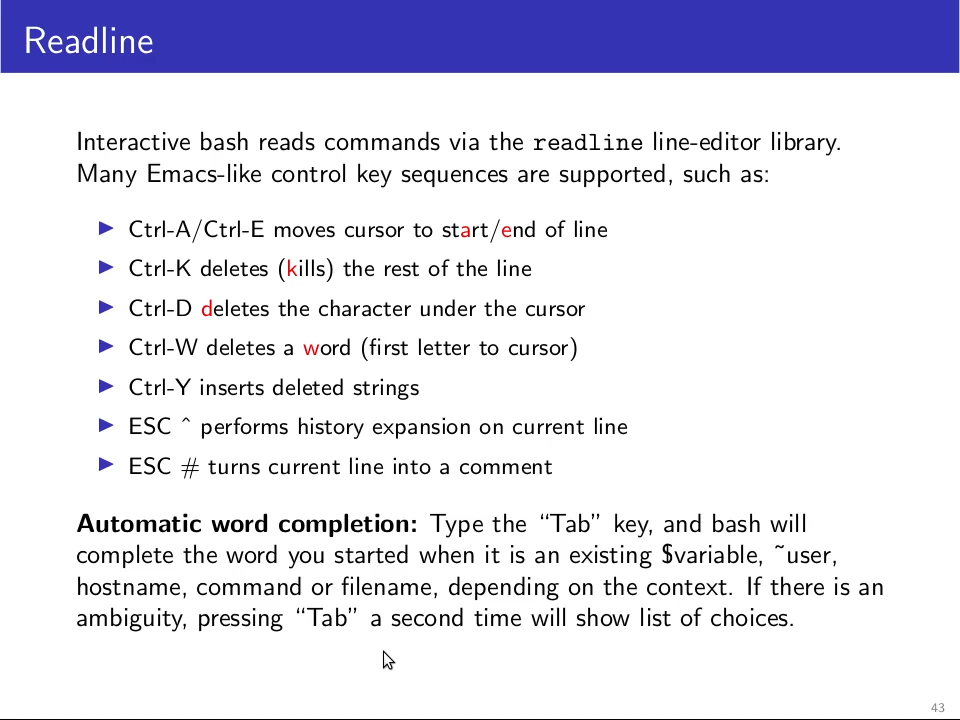 Readline
Interactive bash reads commands via the readline line-editor library.
Many Emacs-like control key sequences are supported, such as:
Ctrl-A/Ctrl-E moves cursor to start/end of line
Ctrl-K deletes (kills) the rest of the line
Ctrl-D deletes the character under the cursor
Ctrl-W deletes a word (first letter to cursor)
Ctrl-Y inserts deleted strings
ESC ˆ performs history expansion on current line
ESC # turns current line into a comment
Automatic word completion: Type the “Tab” key, and bash will
complete the word you started when it is an existing $variable, ˜user,
hostname, command or filename, depending on the context. If there is an
ambiguity, pressing “Tab” a second time will show list of choices.
43